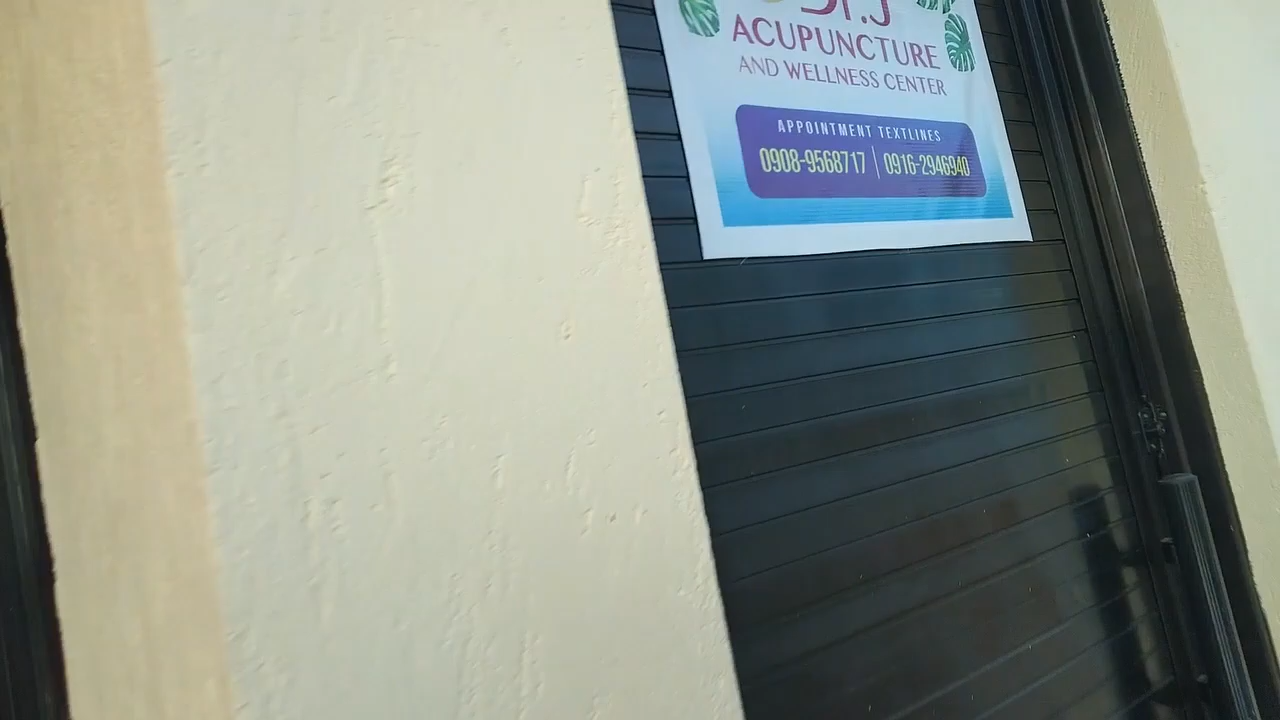 ACUPUNCTURE
AND WELLNESS CENTER
APPOINTMENT TEXTLINES
0908-9568717 | 0916-2946940